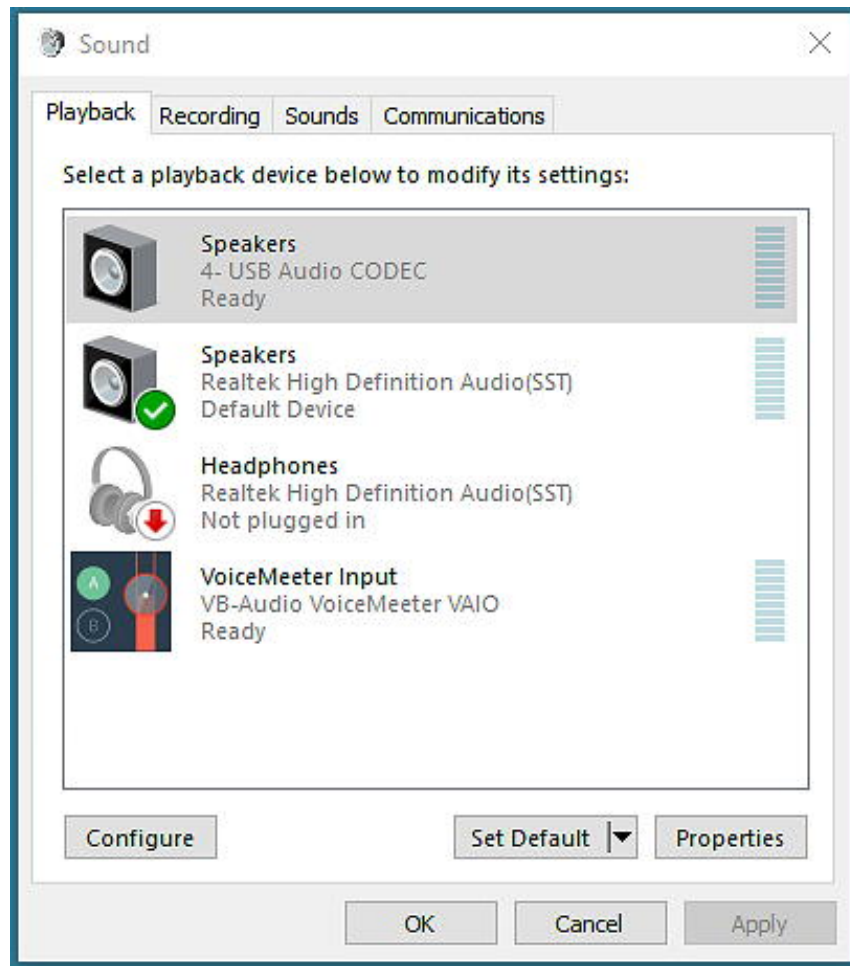 Sound
Playback Recording Sounds Communications
Select a playback device below to modify its settings:
Speakers
4- USB Audio CODEC
Ready
Speakers
Realtek High Definition Audio(SST)
Default Device
Headphones
Realtek High Definition Audio(SST)
Not plugged in
A
B
VoiceMeeter Input
VB-Audio VoiceMeeter VAIO
Ready
Configure Set Default Properties
OK Cancel Apply